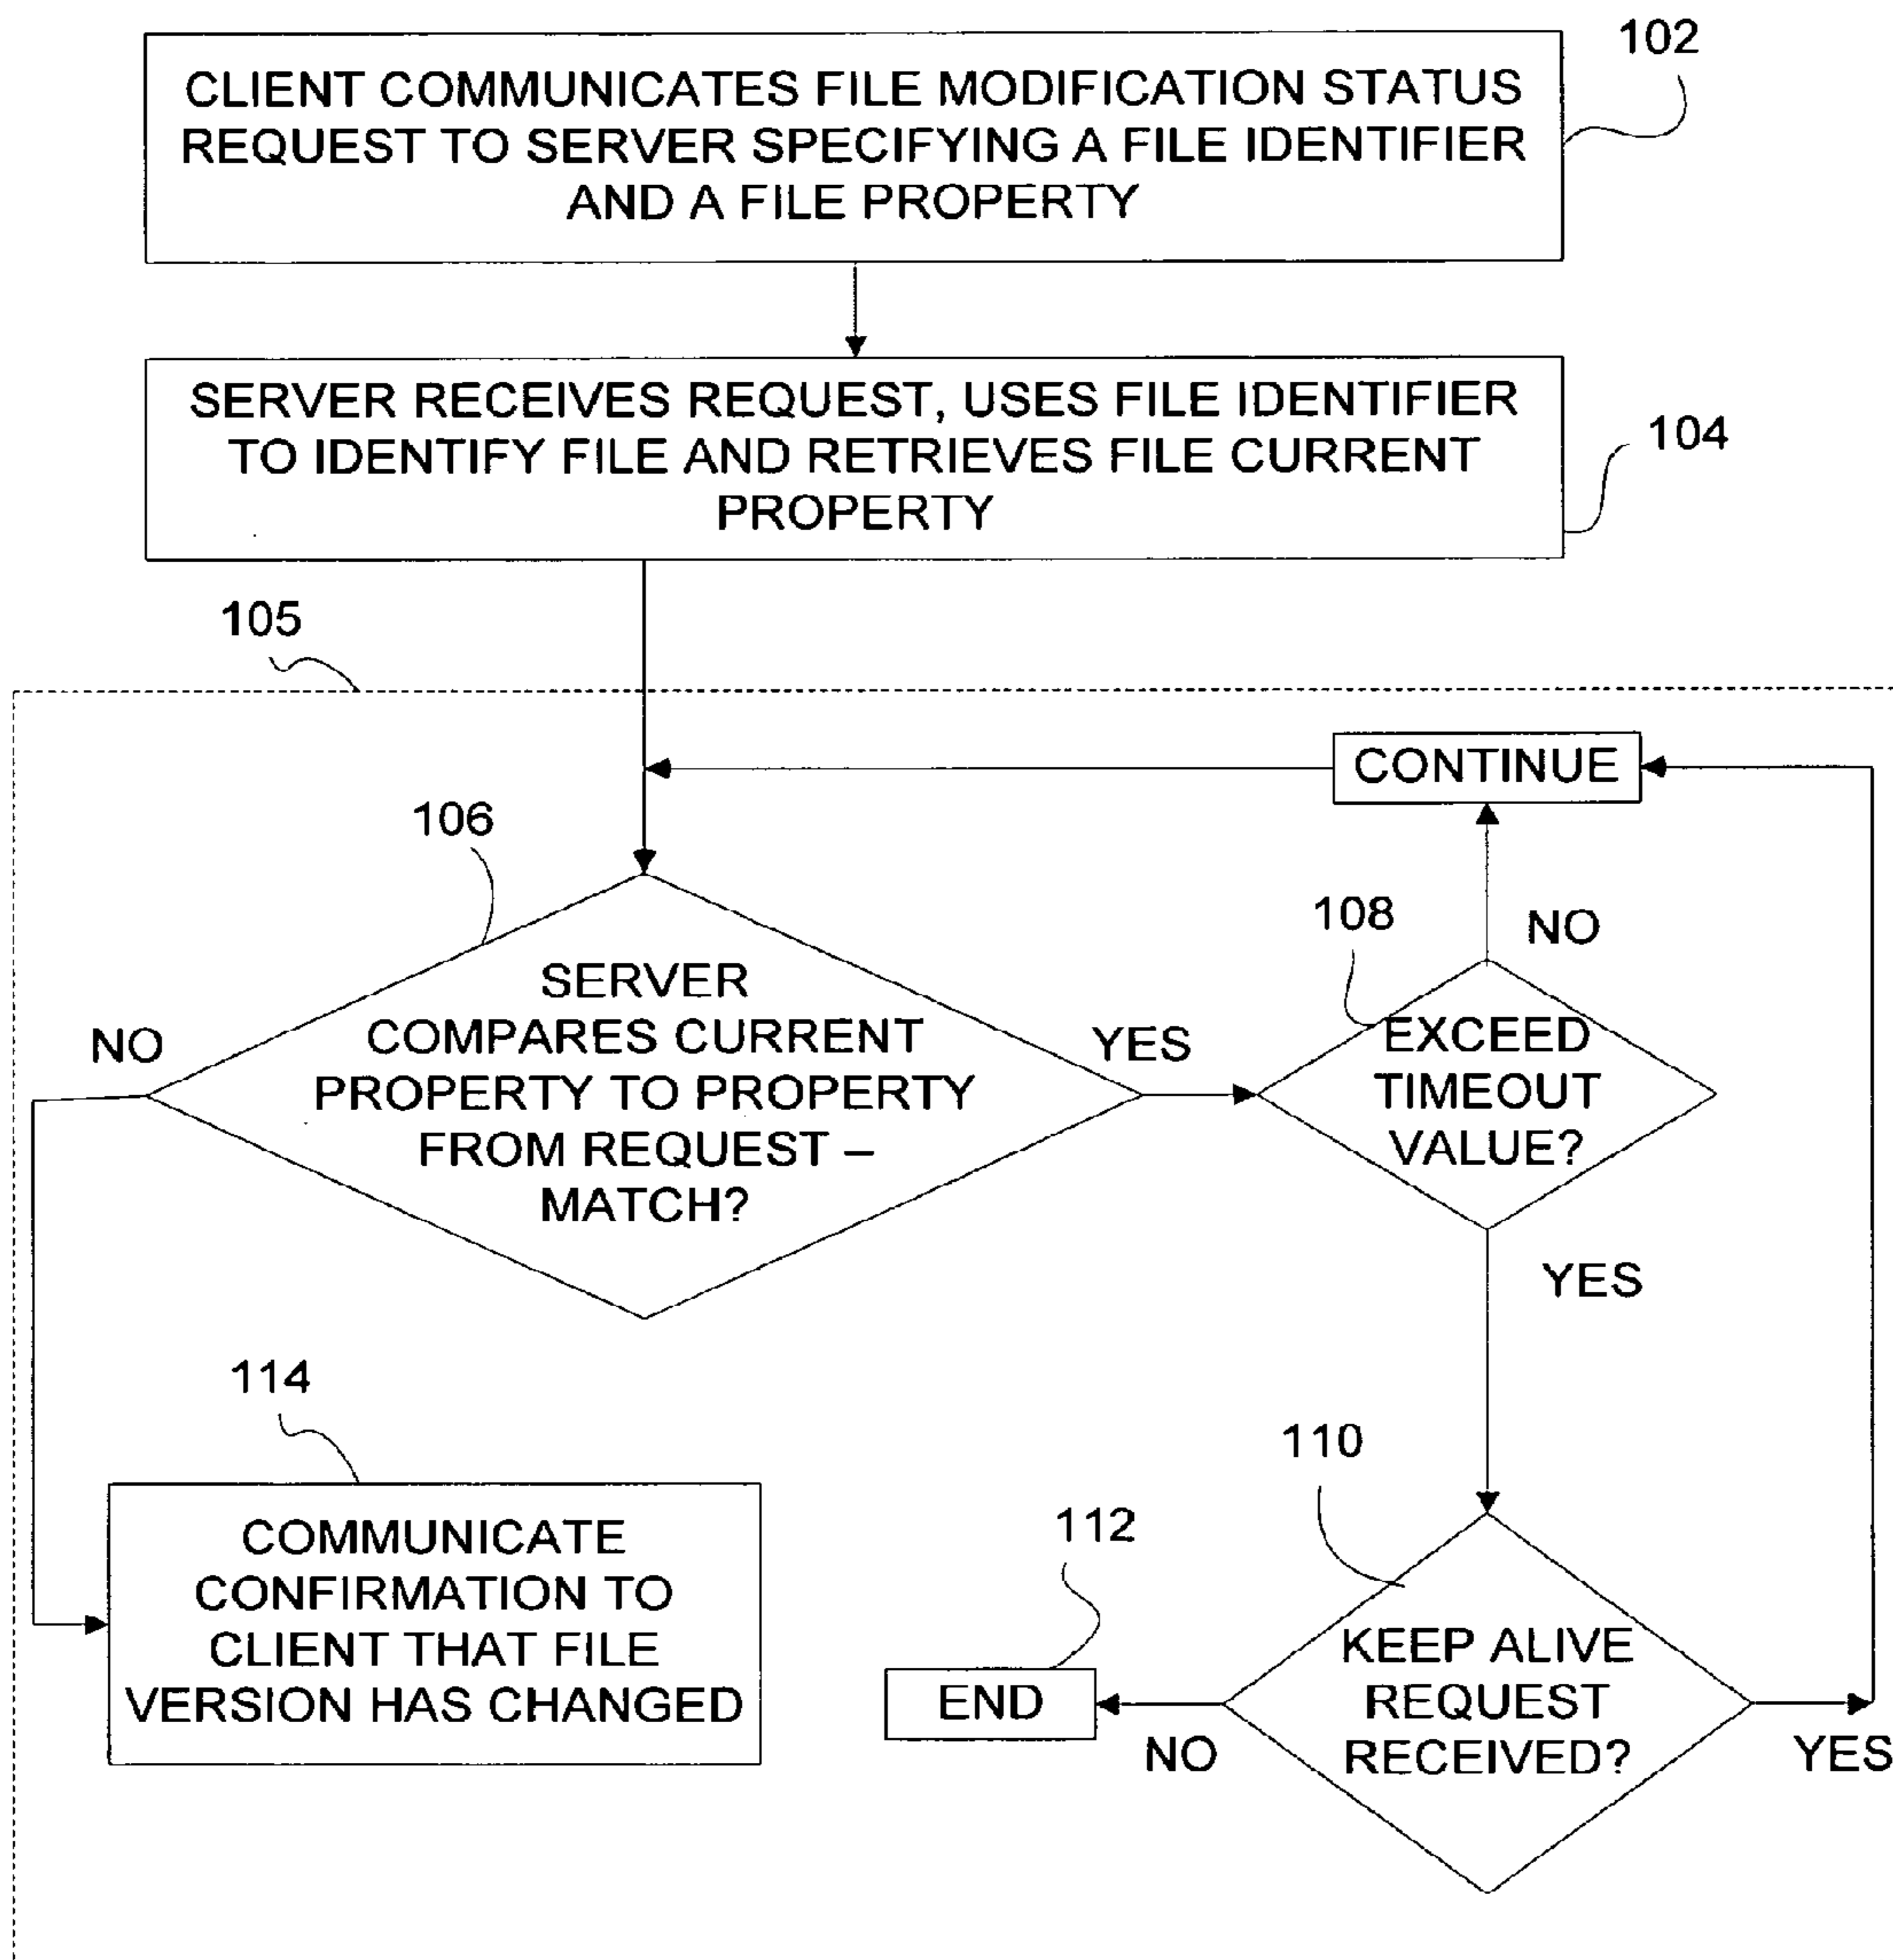 102
CLIENT COMMUNICATES FILE MODIFICATION STATUS
REQUEST TO SERVER SPECIFYING A FILE IDENTIFIER
AND A FILE PROPERTY
SERVER RECEIVES REQUEST, USES FILE IDENTIFIER
TO IDENTIFY FILE AND RETRIEVES FILE CURRENT
PROPERTY
104
105
CONTINUE
106
108
NO
SERVER
COMPARES CURRENT
PROPERTY TO PROPERTY
FROM REQUEST –
MATCH?
NO
YES
EXCEED
TIMEOUT
VALUE?
YES
114
110
112
COMMUNICATE
CONFIRMATION TO
CLIENT THAT FILE
VERSION HAS CHANGED
END
NO
KEEP ALIVE
REQUEST
RECEIVED?
YES